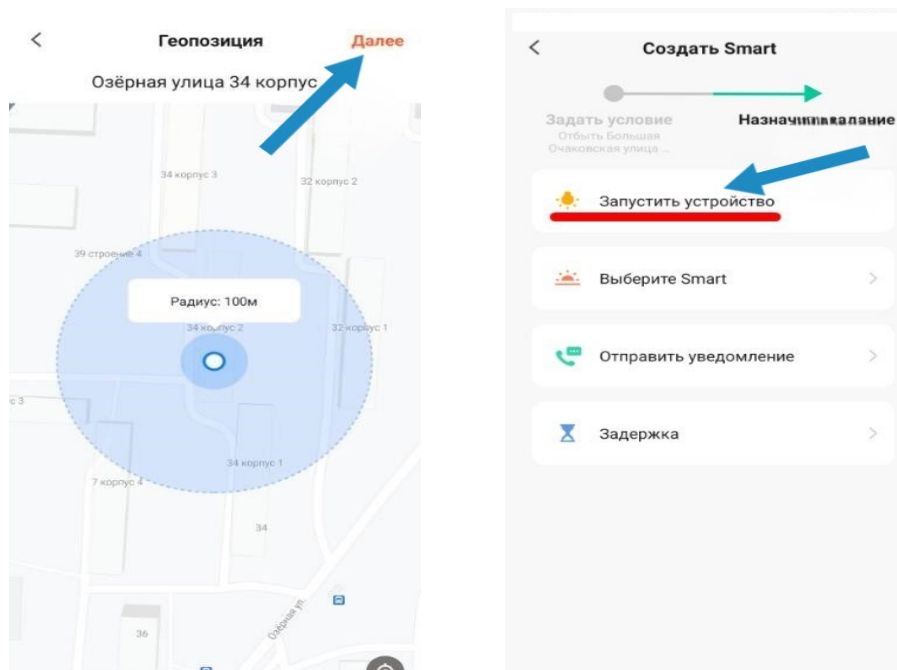 Геопозиция
Далее
Озёрная улица 34 корпус
34 корпус 3
32 корпус 2
39 строение 4
Радиус: 100м
34 корпус 2
32 корпус 1
с 3
34 корпус 1
7 корпус 4
34
Озёрная ул.
36
Создать Smart
Задать условие
Отбыть Большая
Очаковская улица ...
Запустить устройство
Выберите Smart
Отправить уведомление
Задержка